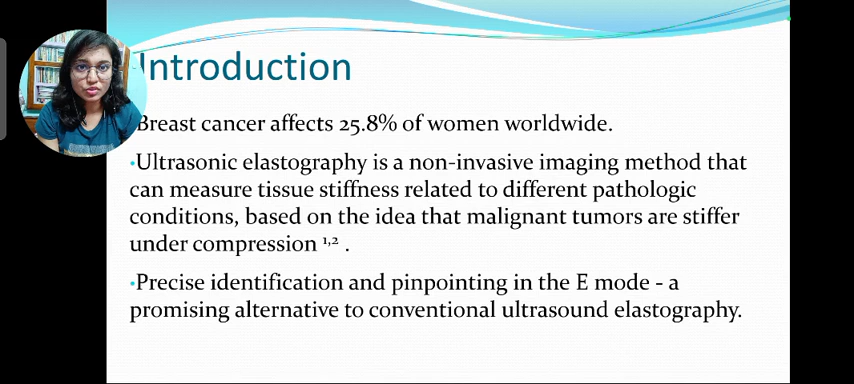 Introduction
Breast cancer affects 25.8% of women worldwide.
•Ultrasonic elastography is a non-invasive imaging method that
can measure tissue stiffness related to different pathologic
conditions, based on the idea that malignant tumors are stiffer
under compression ¹,² .
•Precise identification and pinpointing in the E mode - a
promising alternative to conventional ultrasound elastography.